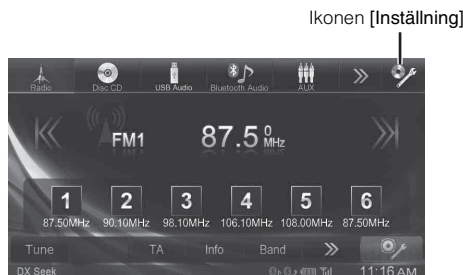 Ikonen [Inställning]
Radio Disc CD USB Audio Bluetooth Audio AUX
FM1 87.5 0 MHz
1 2 3 4 5 6
87.50MHz 90.10MHz 98.10MHz 106.10MHz 108.00MHz 87.50MHz
Tune TA Info Band
DX Seek 11:16 AM